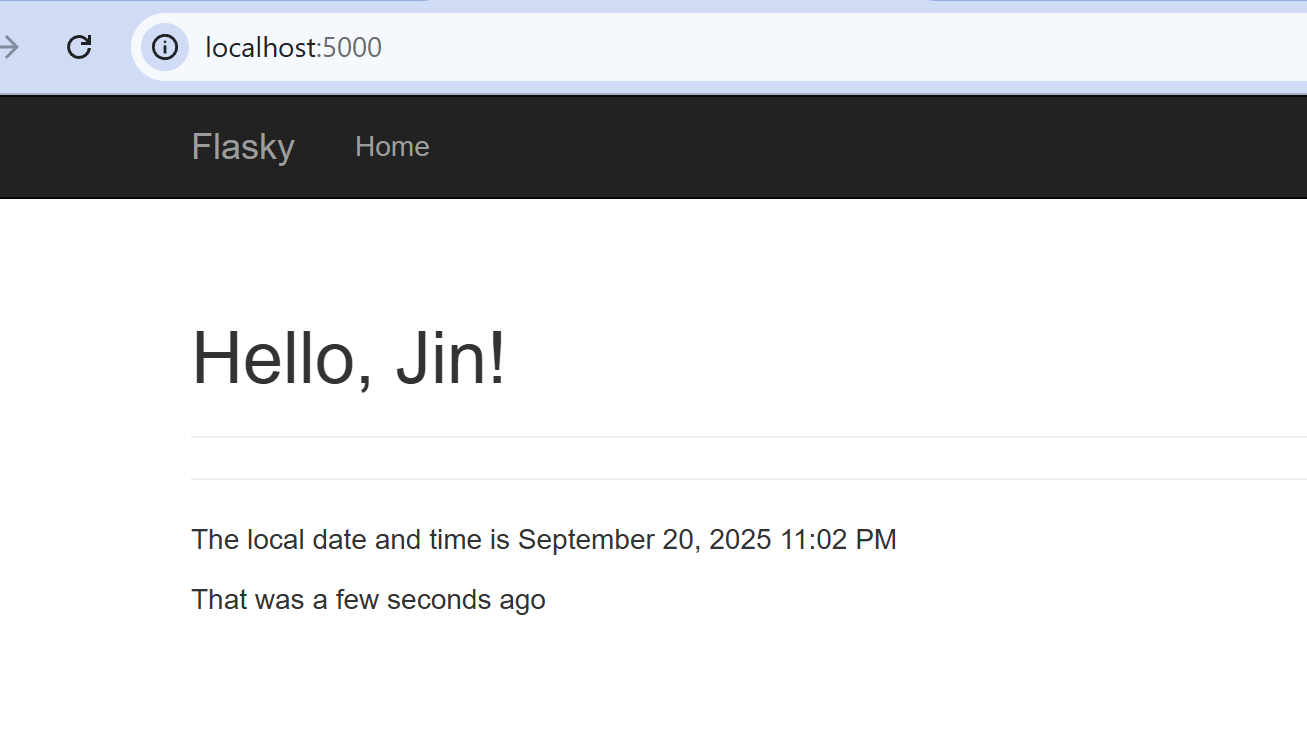 localhost:5000
Flasky Home
Hello, Jin!
The local date and time is September 20, 2025 11:02 PM
That was a few seconds ago